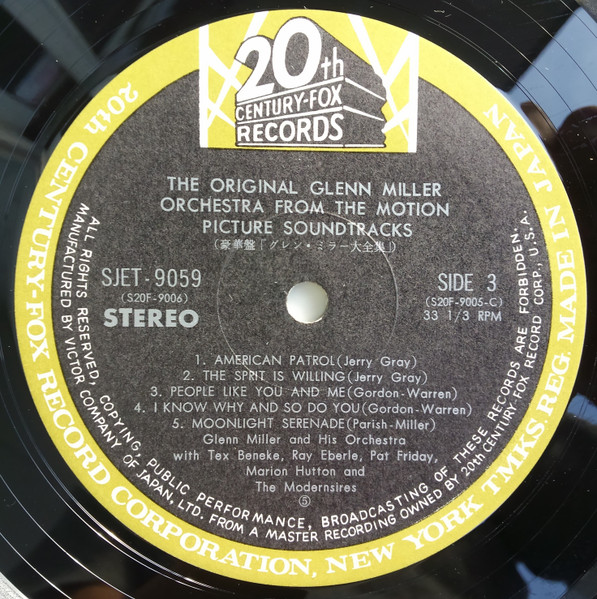 20th
CENTURY-FOX
RECORDS
THE ORIGINAL GLENN MILLER
ORCHESTRA FROM THE MOTION
PICTURE SOUNDTRACKS
(豪華盤「グレン・ミラー大全集」)
SJET-9059
(S20F-9006)
STEREO
SIDE 3
(S20F-9005-C)
33 1/3 RPM
1. AMERICAN PATROL(Jerry Gray)
2. THE SPRIT IS WILLING(Jerry Gray)
3. PEOPLE LIKE YOU AND ME(Gordon-Warren)
4. I KNOW WHY AND SO DO YOU(Gordon-Warren)
5. MOONLIGHT SERENADE(Parish-Miller)
Glenn Miller and His Orchestra
with Tex Beneke, Ray Eberle, Pat Friday,
Marion Hutton and
The Modernsires
⑤
ALL RIGHTS RESERVED, COPYING, PUBLIC PERFORMANCE, BROADCASTING OF THESE RECORDS ARE FORBIDDEN.
MANUFACTURED BY VICTOR COMPANY OF JAPAN, LTD. FROM A MASTER RECORDING OWNED BY 20th CENTURY-FOX RECORD CORP., U.S.A.
20th CENTURY-FOX RECORD CORPORATION, NEW YORK TMKS REG. MADE IN JAPAN